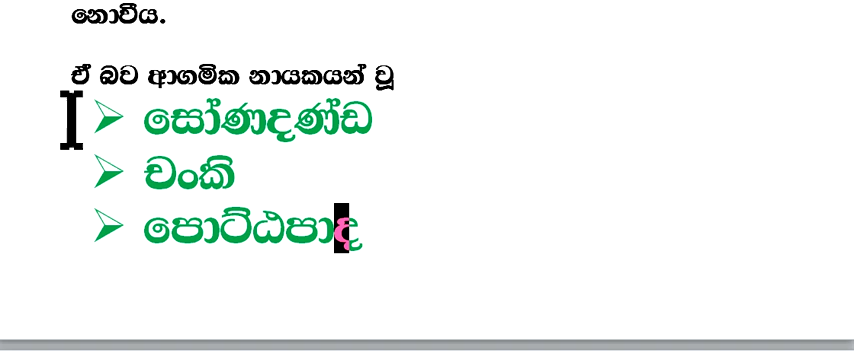 නොවීය.
ඒ බව ආගමික නායකයන් වූ
සෝණදණ්ඩ
චංකි
පොට්ඨපාද